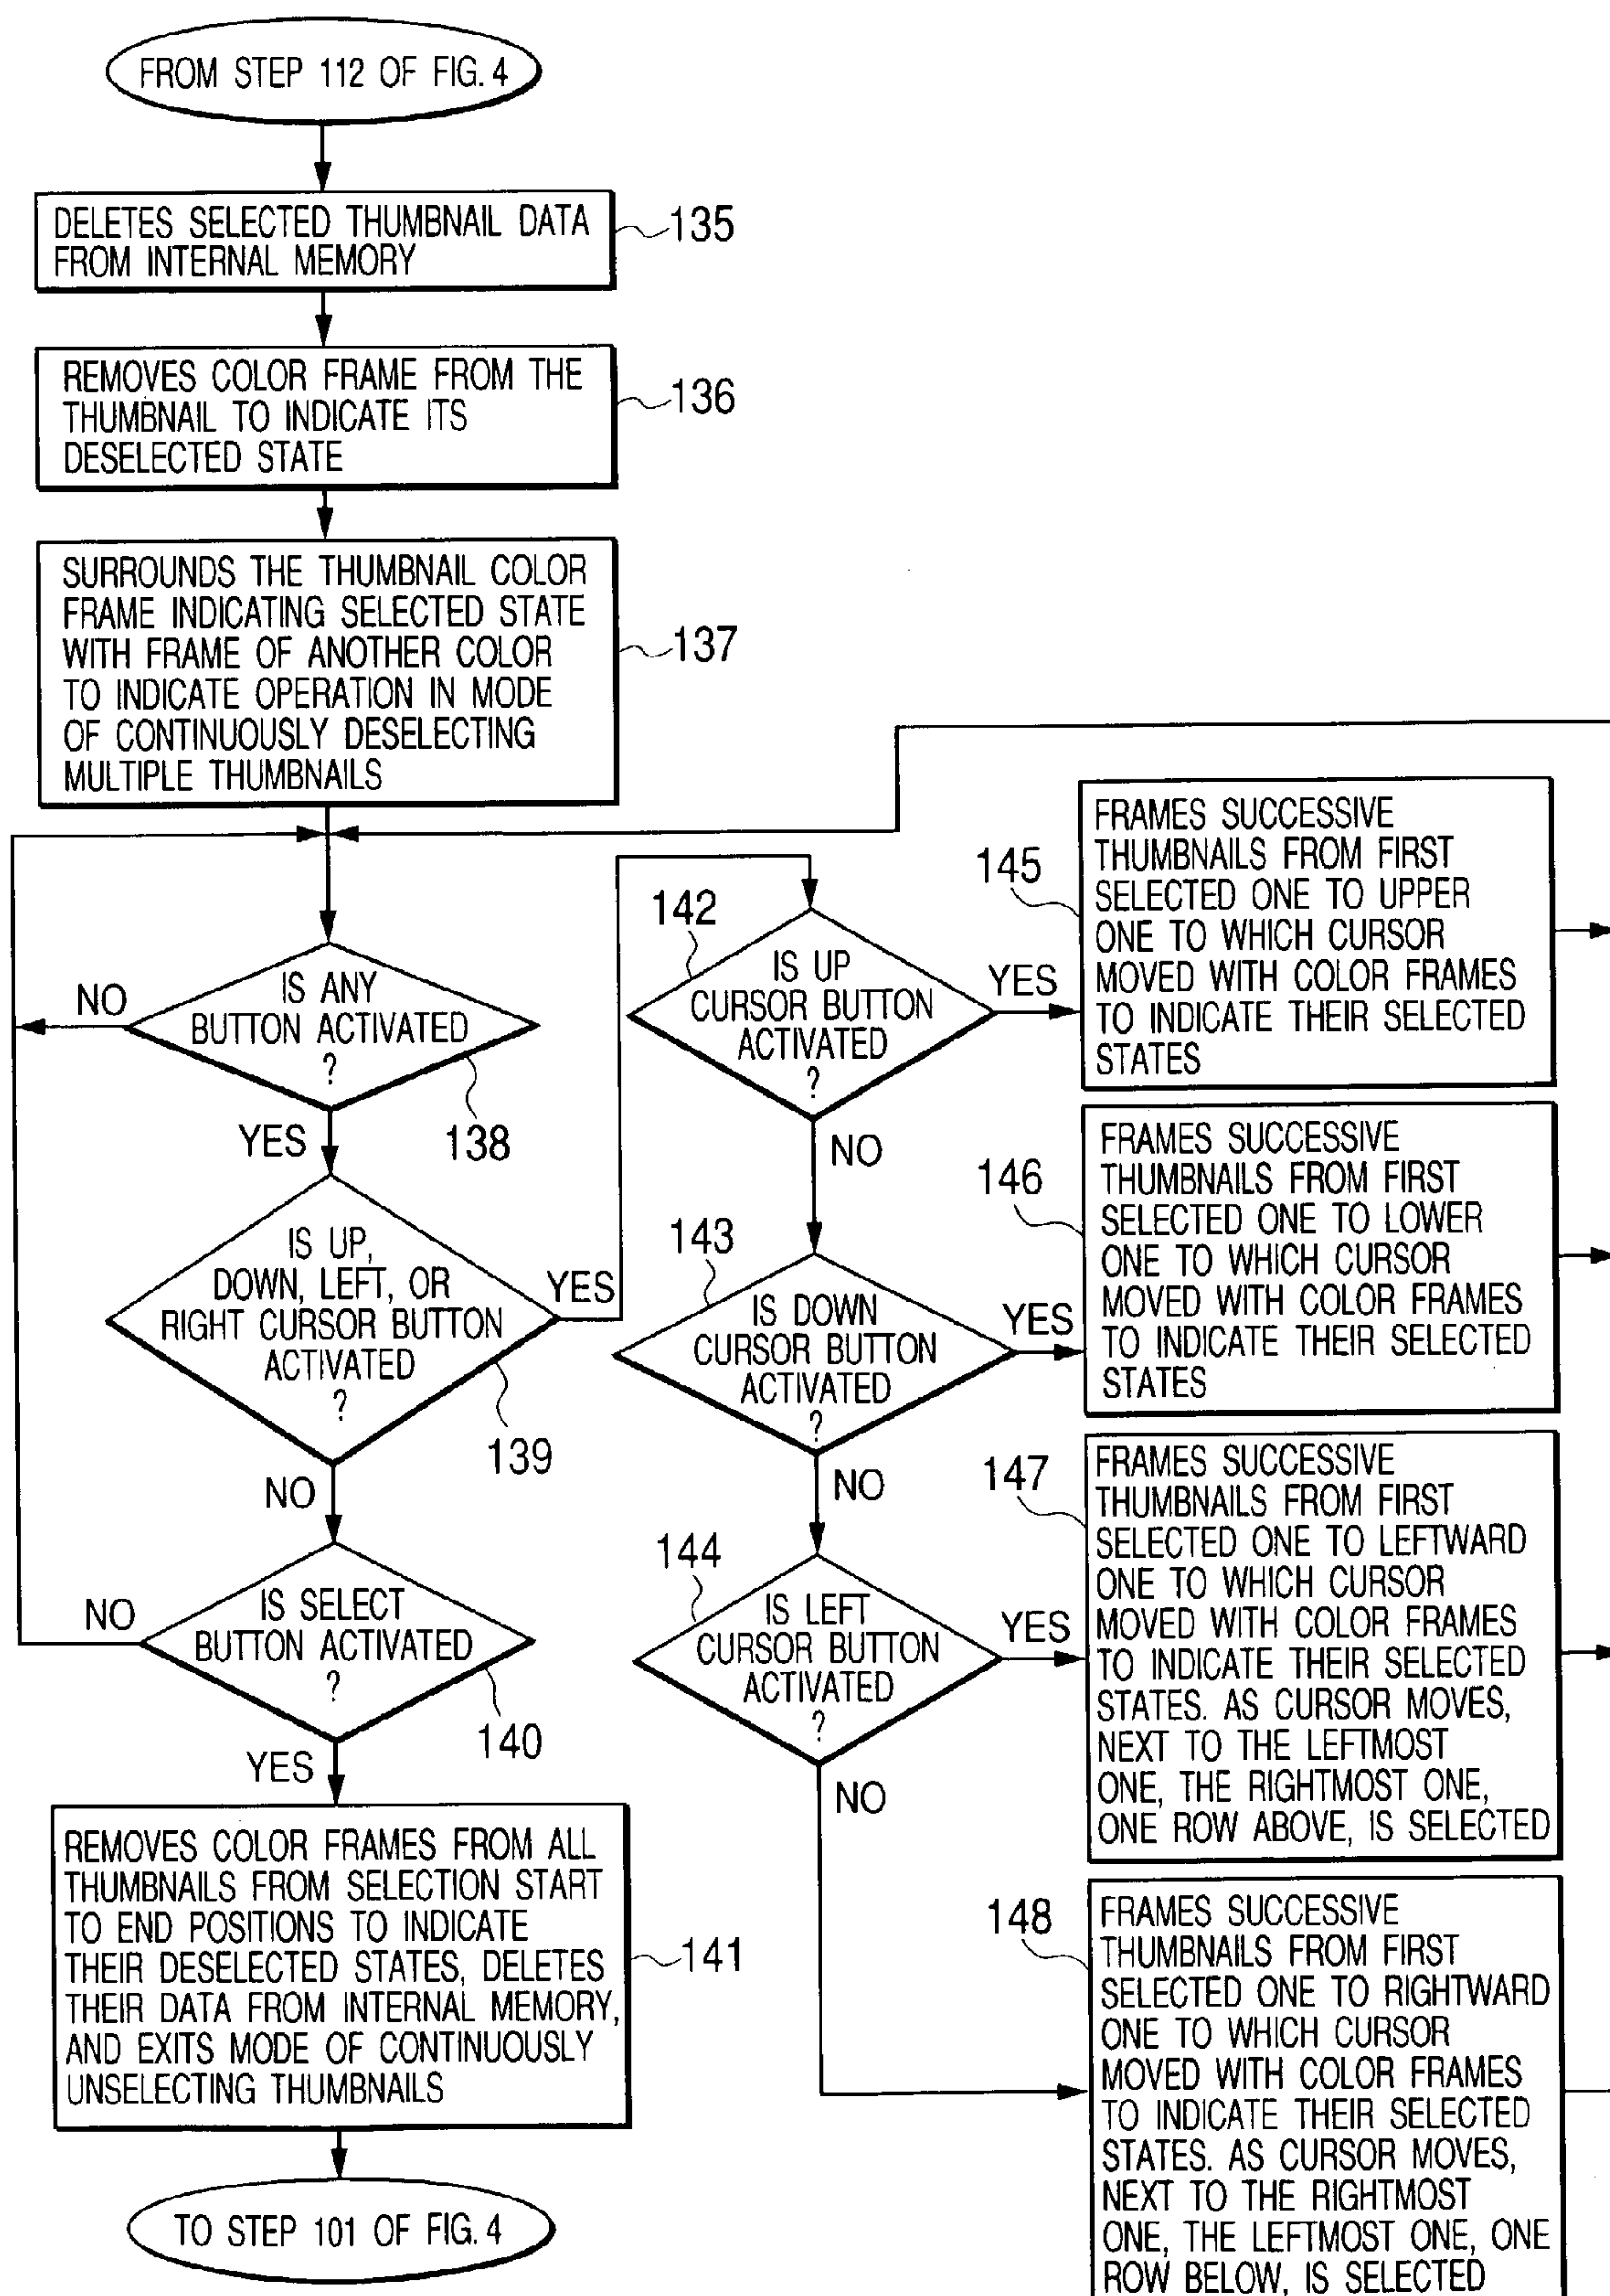 FROM STEP 112 OF FIG. 4
DELETES SELECTED THUMBNAIL DATA
FROM INTERNAL MEMORY
135
REMOVES COLOR FRAME FROM THE
THUMBNAIL TO INDICATE ITS
DESELECTED STATE
136
SURROUNDS THE THUMBNAIL COLOR
FRAME INDICATING SELECTED STATE
WITH FRAME OF ANOTHER COLOR
TO INDICATE OPERATION IN MODE
OF CONTINUOUSLY DESELECTING
MULTIPLE THUMBNAILS
137
IS ANY
BUTTON ACTIVATED
?
NO
YES
138
IS UP,
DOWN, LEFT, OR
RIGHT CURSOR BUTTON
ACTIVATED
?
YES
NO
139
IS SELECT
BUTTON ACTIVATED
?
NO
YES
140
REMOVES COLOR FRAMES FROM ALL
THUMBNAILS FROM SELECTION START
TO END POSITIONS TO INDICATE
THEIR DESELECTED STATES, DELETES
THEIR DATA FROM INTERNAL MEMORY,
AND EXITS MODE OF CONTINUOUSLY
UNSELECTING THUMBNAILS
141
TO STEP 101 OF FIG. 4
142
IS UP
CURSOR BUTTON
ACTIVATED
?
YES
NO
143
IS DOWN
CURSOR BUTTON
ACTIVATED
?
YES
NO
144
IS LEFT
CURSOR BUTTON
ACTIVATED
?
YES
NO
145
FRAMES SUCCESSIVE
THUMBNAILS FROM FIRST
SELECTED ONE TO UPPER
ONE TO WHICH CURSOR
MOVED WITH COLOR FRAMES
TO INDICATE THEIR SELECTED
STATES
146
FRAMES SUCCESSIVE
THUMBNAILS FROM FIRST
SELECTED ONE TO LOWER
ONE TO WHICH CURSOR
MOVED WITH COLOR FRAMES
TO INDICATE THEIR SELECTED
STATES
147
FRAMES SUCCESSIVE
THUMBNAILS FROM FIRST
SELECTED ONE TO LEFTWARD
ONE TO WHICH CURSOR
MOVED WITH COLOR FRAMES
TO INDICATE THEIR SELECTED
STATES. AS CURSOR MOVES,
NEXT TO THE LEFTMOST
ONE, THE RIGHTMOST ONE,
ONE ROW ABOVE, IS SELECTED
148
FRAMES SUCCESSIVE
THUMBNAILS FROM FIRST
SELECTED ONE TO RIGHTWARD
ONE TO WHICH CURSOR
MOVED WITH COLOR FRAMES
TO INDICATE THEIR SELECTED
STATES. AS CURSOR MOVES,
NEXT TO THE RIGHTMOST
ONE, THE LEFTMOST ONE, ONE
ROW BELOW, IS SELECTED